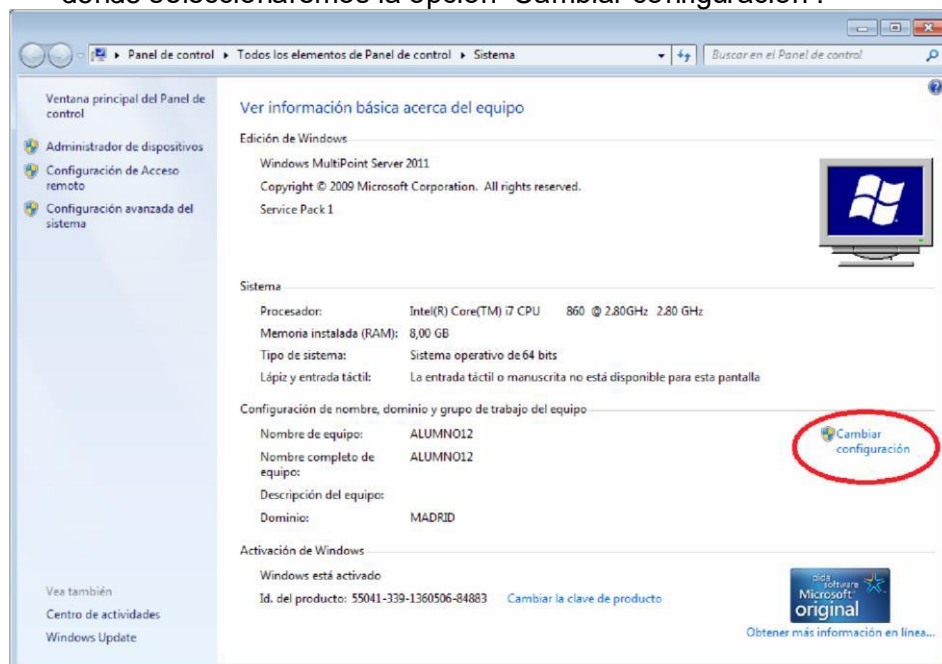 donde seleccionaremos la opción "Cambiar configuración".
Panel de control ▸ Todos los elementos de Panel de control ▸ Sistema
Buscar en el Panel de control
Ventana principal del Panel de
control
Administrador de dispositivos
Configuración de Acceso
remoto
Configuración avanzada del
sistema
Ver información básica acerca del equipo
Edición de Windows
Windows MultiPoint Server 2011
Copyright © 2009 Microsoft Corporation. All rights reserved.
Service Pack 1
Sistema
Procesador: Intel(R) Core(TM) i7 CPU 860 @ 2.80GHz 2.80 GHz
Memoria instalada (RAM): 8,00 GB
Tipo de sistema: Sistema operativo de 64 bits
Lápiz y entrada táctil: La entrada táctil o manuscrita no está disponible para esta pantalla
Configuración de nombre, dominio y grupo de trabajo del equipo
Nombre de equipo: ALUMNO12
Cambiar
configuración
Nombre completo de
equipo: ALUMNO12
Descripción del equipo:
Dominio: MADRID
Activación de Windows
Windows está activado
Id. del producto: 55041-339-1360506-84883 Cambiar la clave de producto
pida
software
Microsoft
original
Obtener más información en línea...
Vea también
Centro de actividades
Windows Update